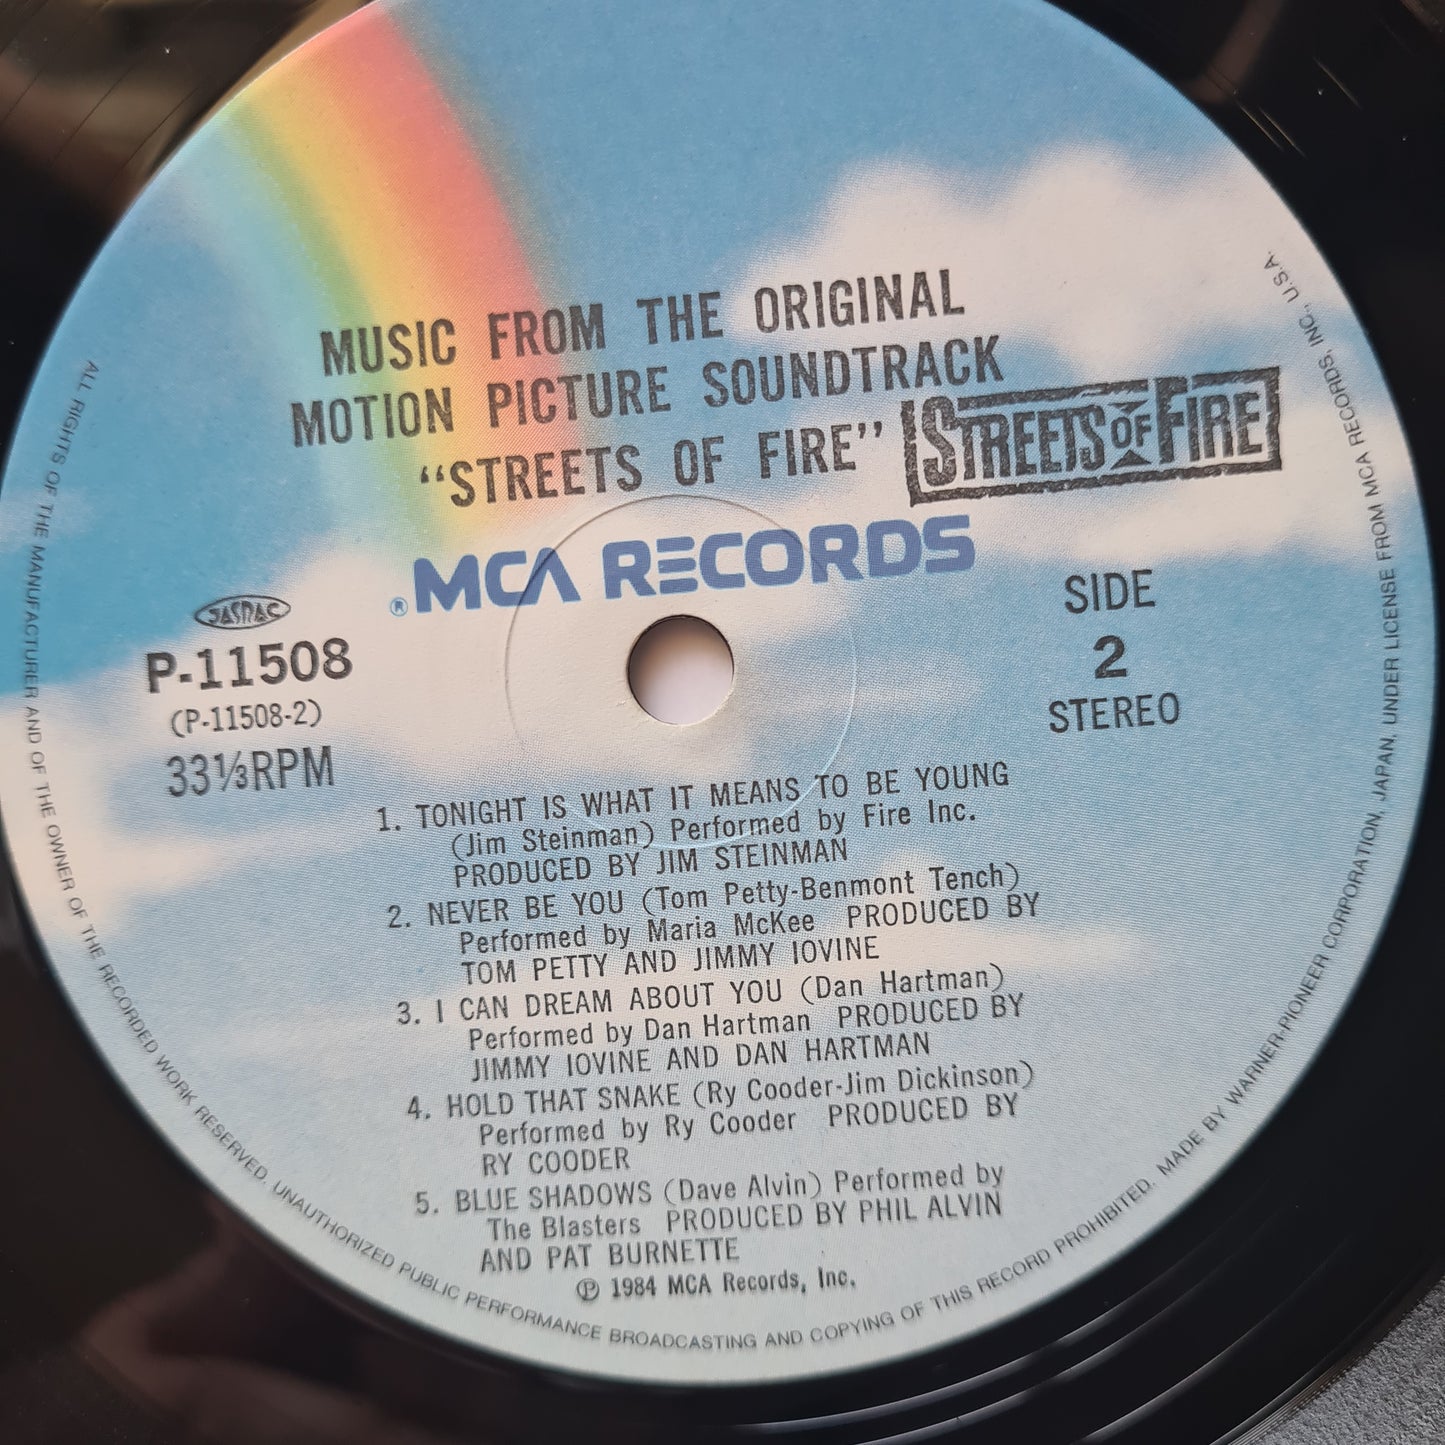 MUSIC FROM THE ORIGINAL
MOTION PICTURE SOUNDTRACK
“STREETS OF FIRE” STREETS OF FIRE
® MCA RECORDS
JASRAC
P-11508
(P-11508-2)
33⅓RPM
SIDE
2
STEREO
1. TONIGHT IS WHAT IT MEANS TO BE YOUNG
(Jim Steinman) Performed by Fire Inc.
PRODUCED BY JIM STEINMAN
2. NEVER BE YOU (Tom Petty-Benmont Tench)
Performed by Maria McKee PRODUCED BY
TOM PETTY AND JIMMY IOVINE
3. I CAN DREAM ABOUT YOU (Dan Hartman)
Performed by Dan Hartman PRODUCED BY
JIMMY IOVINE AND DAN HARTMAN
4. HOLD THAT SNAKE (Ry Cooder-Jim Dickinson)
Performed by Ry Cooder PRODUCED BY
RY COODER
5. BLUE SHADOWS (Dave Alvin) Performed by
The Blasters PRODUCED BY PHIL ALVIN
AND PAT BURNETTE
℗ 1984 MCA Records, Inc.
ALL RIGHTS OF THE MANUFACTURER AND OF THE OWNER OF THE RECORDED WORK RESERVED. UNAUTHORIZED PUBLIC PERFORMANCE BROADCASTING AND COPYING OF THIS RECORD PROHIBITED. MADE BY WARNER-PIONEER CORPORATION, JAPAN. UNDER LICENSE FROM MCA RECORDS, INC., U.S.A.